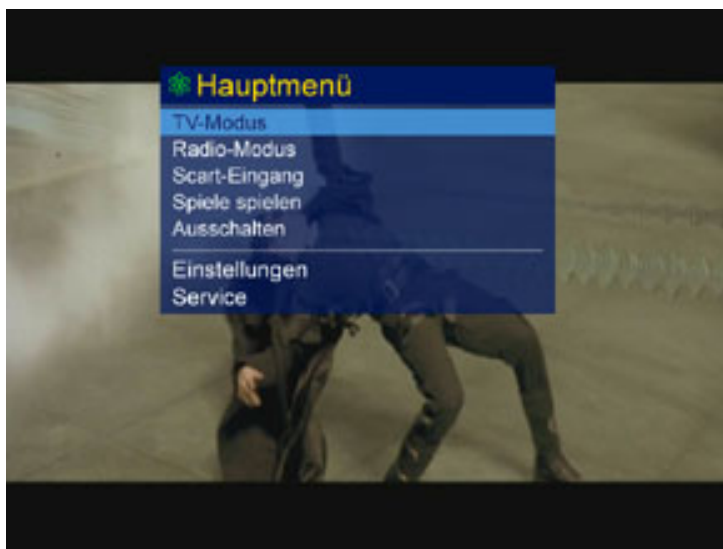 Hauptmenü
TV-Modus
Radio-Modus
Scart-Eingang
Spiele spielen
Ausschalten
Einstellungen
Service